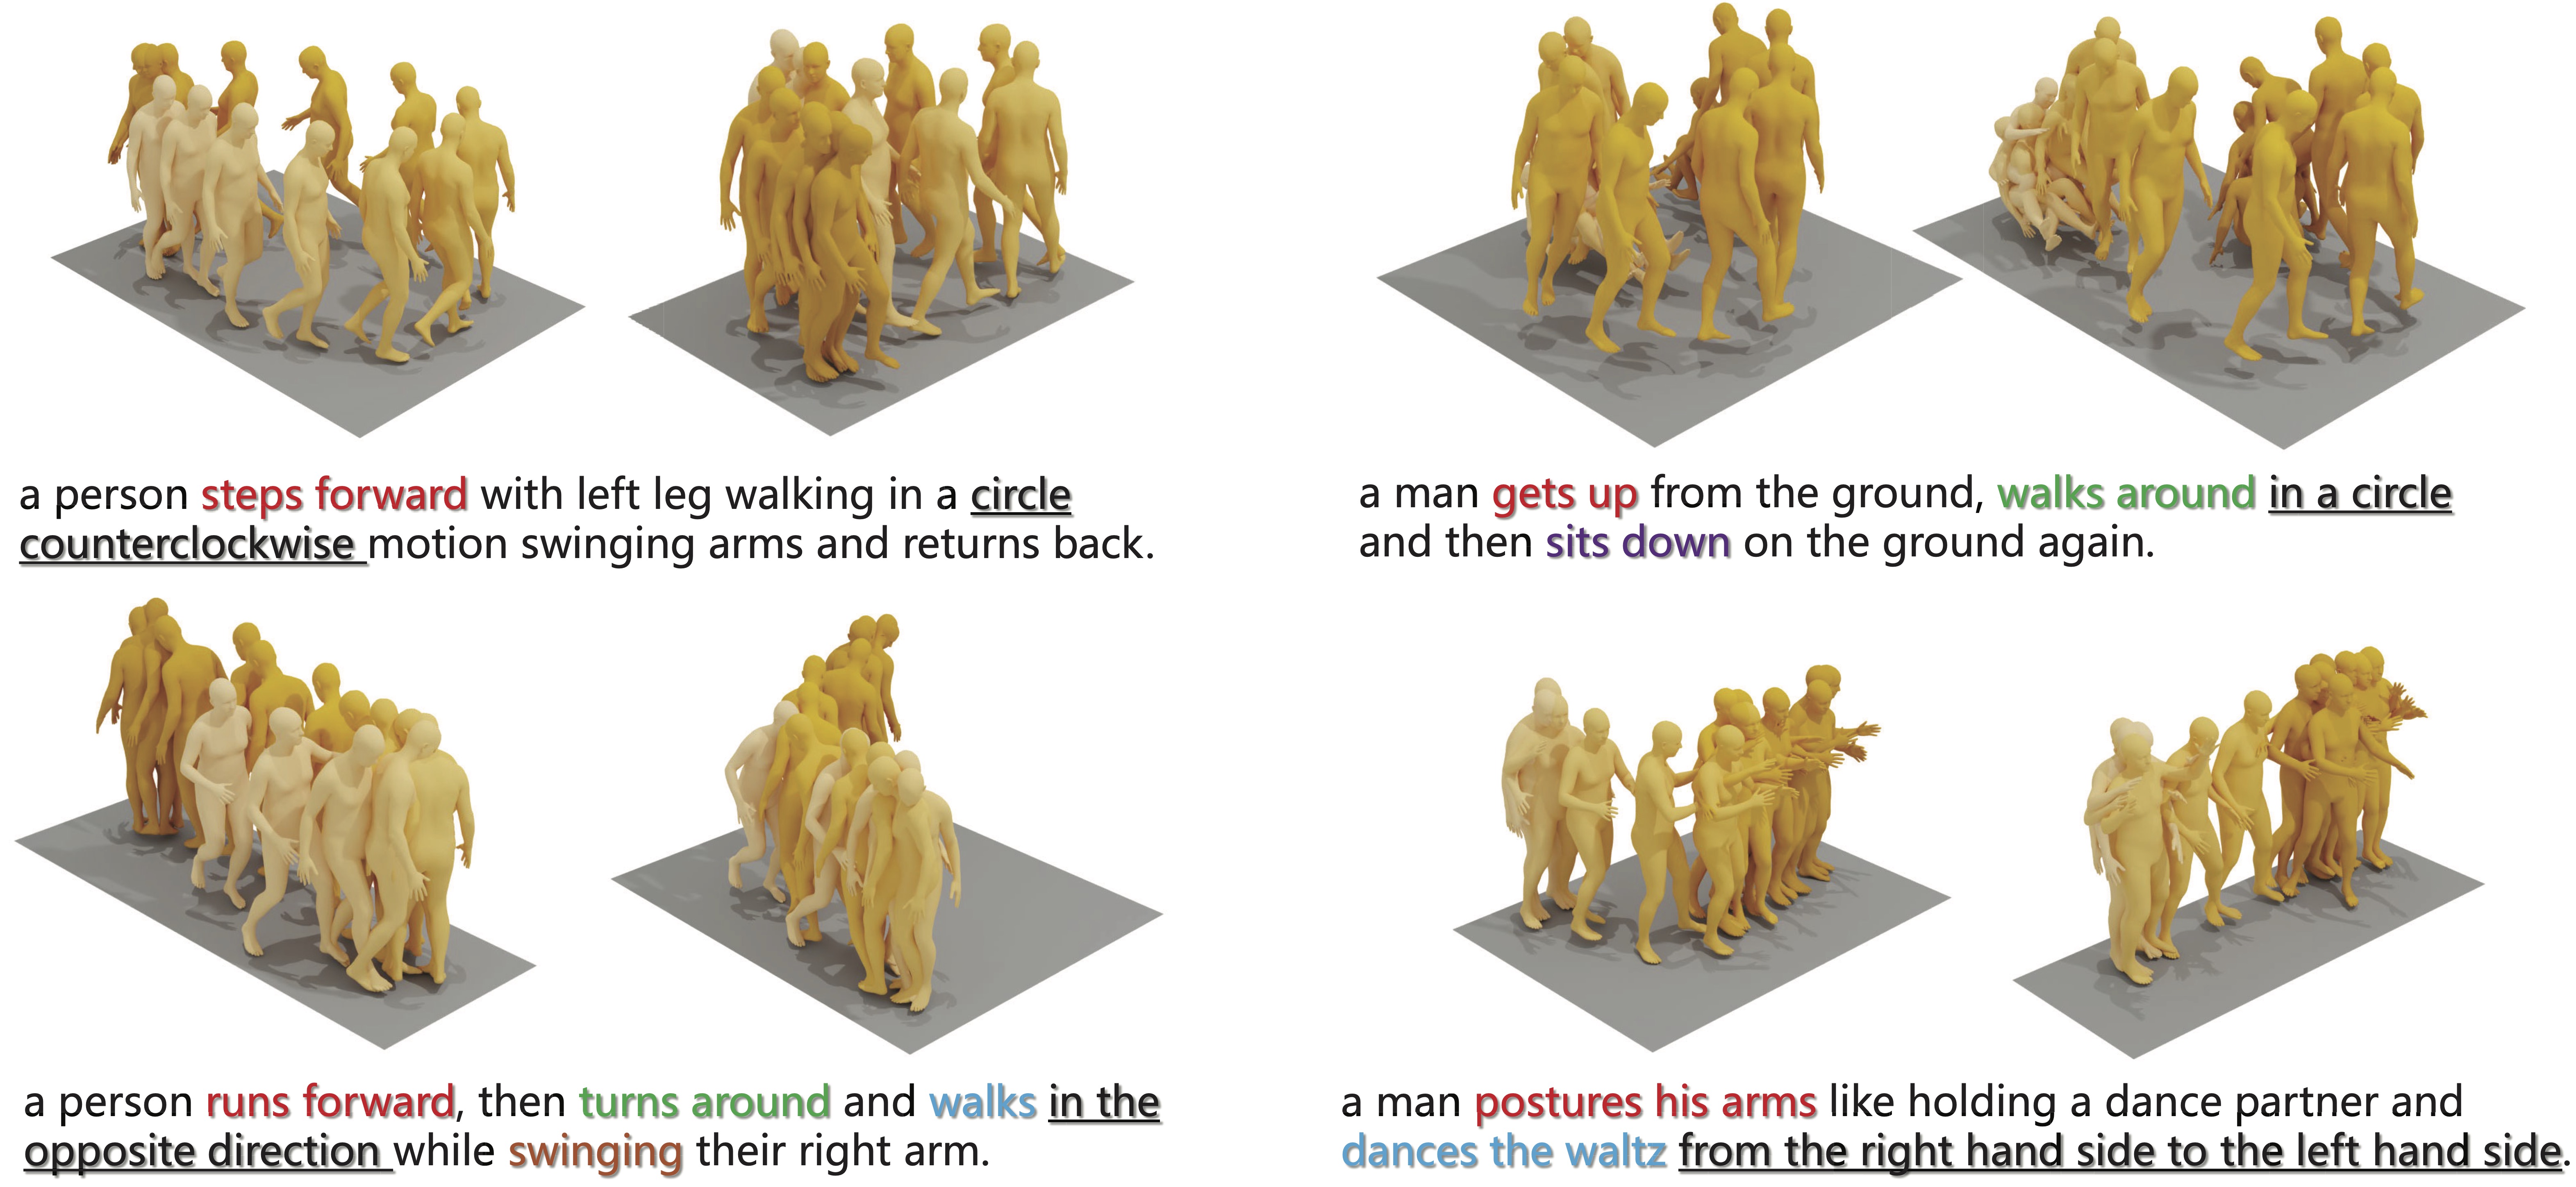 a person steps forward with left leg walking in a circle
counterclockwise motion swinging arms and returns back.
a man gets up from the ground, walks around in a circle
and then sits down on the ground again.
a person runs forward, then turns around and walks in the
opposite direction while swinging their right arm.
a man postures his arms like holding a dance partner and
dances the waltz from the right hand side to the left hand side.